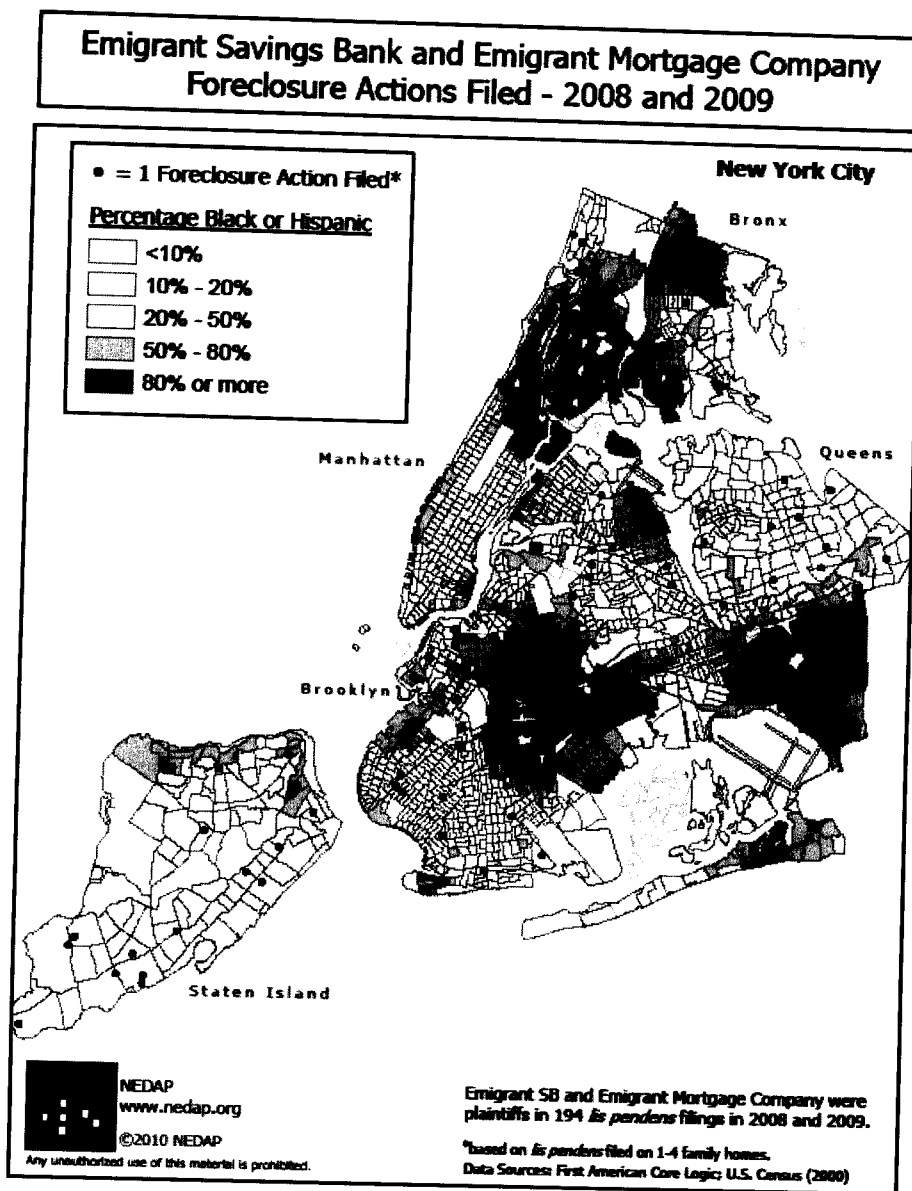 Emigrant Savings Bank and Emigrant Mortgage Company
Foreclosure Actions Filed - 2008 and 2009
• = 1 Foreclosure Action Filed*
Percentage Black or Hispanic
<10%
10% - 20%
20% - 50%
50% - 80%
80% or more
New York City
Bronx
Manhattan
Queens
Brooklyn
Staten Island
NEDAP
www.nedap.org
©2010 NEDAP
Any unauthorized use of this material is prohibited.
Emigrant SB and Emigrant Mortgage Company were
plaintiffs in 194 lis pendens filings in 2008 and 2009.
*based on lis pendens filed on 1-4 family homes.
Data Sources: First American Core Logic; U.S. Census (2000)